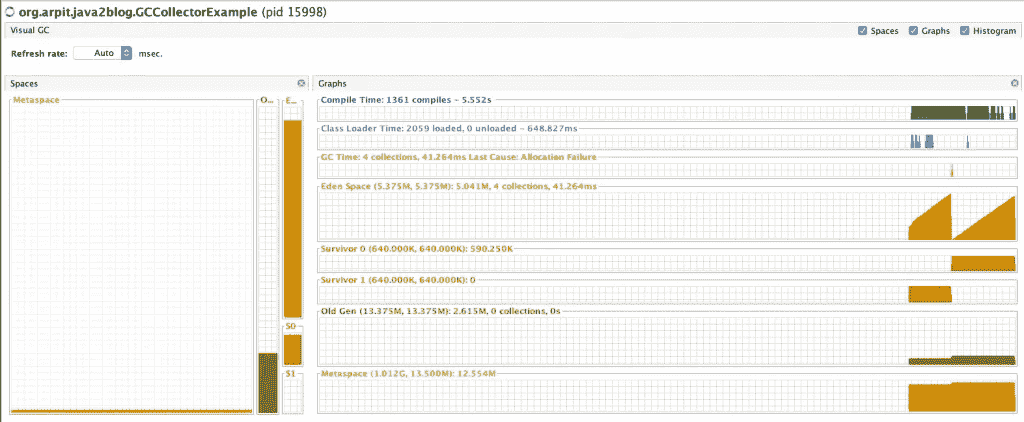 org.arpit.java2blog.GCCollectorExample (pid 15998)
Visual GC
Spaces Graphs Histogram
Refresh rate: Auto msec.
Spaces
Graphs
Metaspace
O...
E...
S0
S1
Compile Time: 1361 compiles - 5.552s
Class Loader Time: 2059 loaded, 0 unloaded - 648.827ms
GC Time: 4 collections, 41.264ms Last Cause: Allocation Failure
Eden Space (5.375M, 5.375M): 5.041M, 4 collections, 41.264ms
Survivor 0 (640.000K, 640.000K): 590.250K
Survivor 1 (640.000K, 640.000K): 0
Old Gen (13.375M, 13.375M): 2.615M, 0 collections, 0s
Metaspace (1.012G, 13.500M): 12.554M